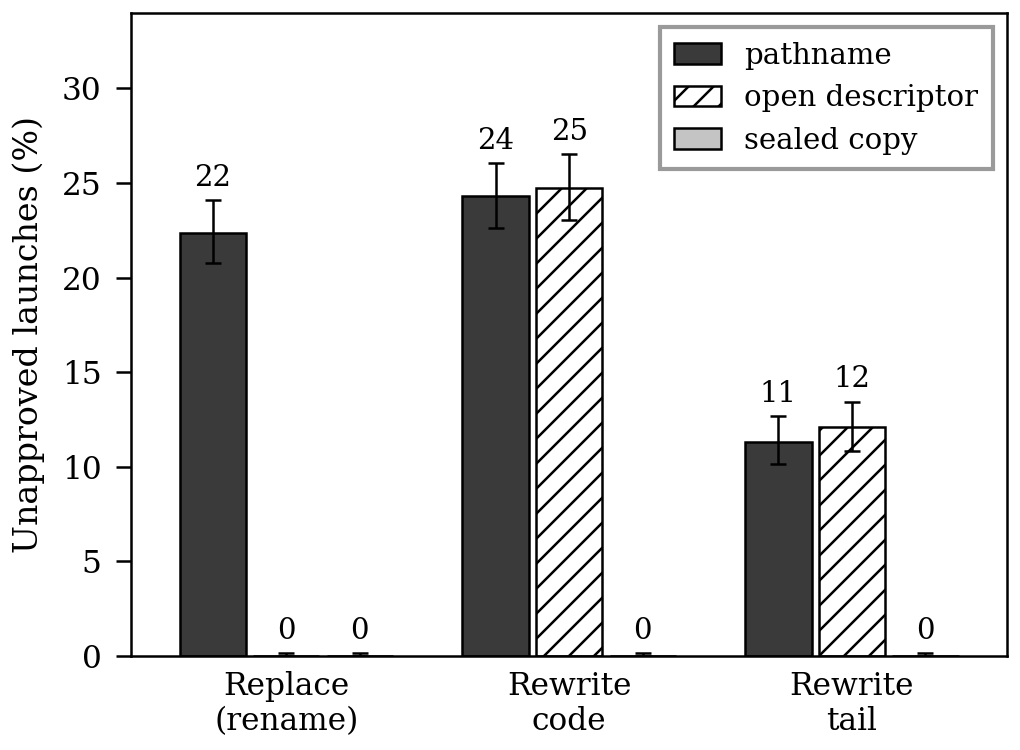 Unapproved launches (%)
30
25
20
15
10
5
0
pathname
open descriptor
sealed copy
22
0
0
24
25
0
11
12
0
Replace
(rename)
Rewrite
code
Rewrite
tail